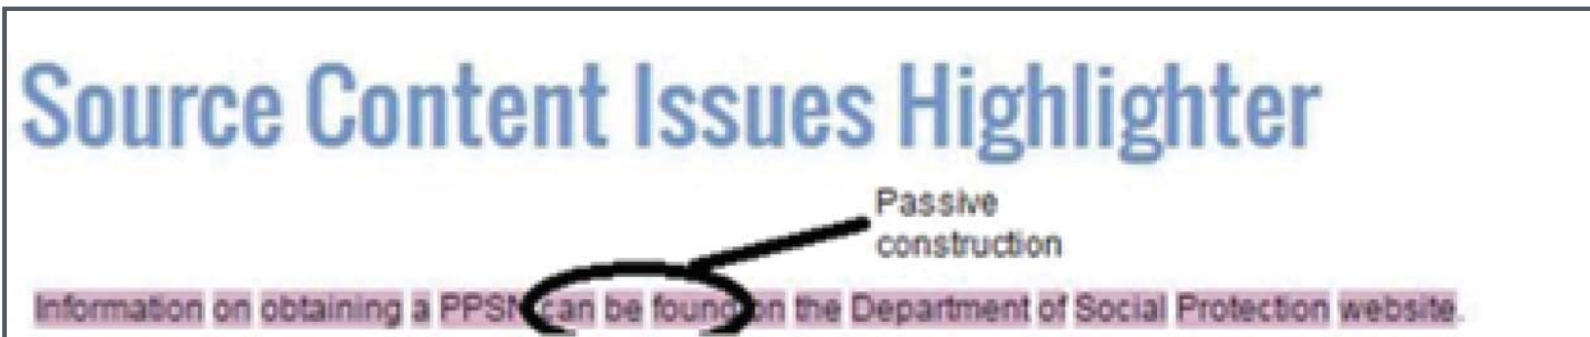 Source Content Issues Highlighter
Passive
construction
Information on obtaining a PPSN can be found on the Department of Social Protection website.